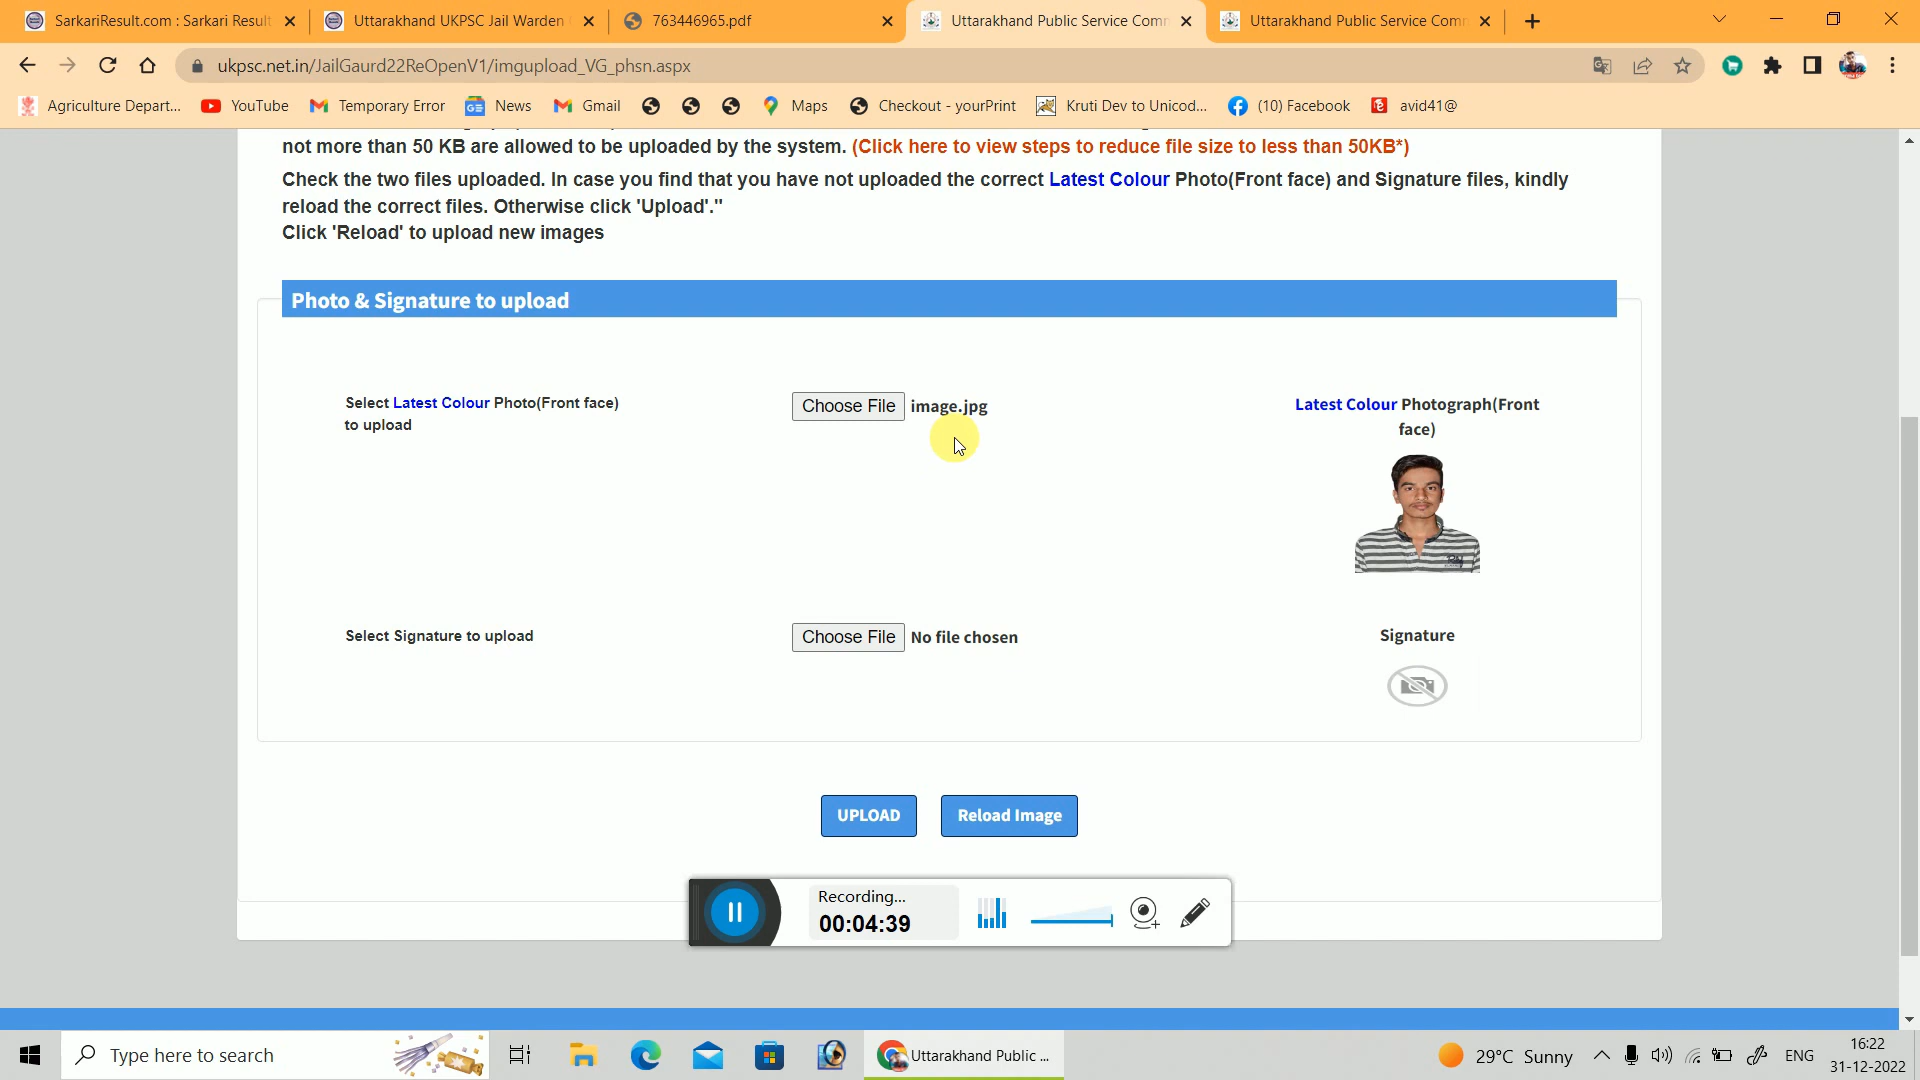 SarkariResult.com : Sarkari Result
Uttarakhand UKPSC Jail Warden
763446965.pdf
Uttarakhand Public Service Com
Uttarakhand Public Service Com
ukpsc.net.in/JailGaurd22ReOpenV1/imgupload_VG_phsn.aspx
Agriculture Depart...
YouTube
Temporary Error
News
Gmail
Maps
Checkout - yourPrint
Kruti Dev to Unicod...
(10) Facebook
avid41@
not more than 50 KB are allowed to be uploaded by the system. (Click here to view steps to reduce file size to less than 50KB*)
Check the two files uploaded. In case you find that you have not uploaded the correct Latest Colour Photo(Front face) and Signature files, kindly
reload the correct files. Otherwise click 'Upload'."
Click 'Reload' to upload new images
Photo & Signature to upload
Select Latest Colour Photo(Front face)
to upload
Choose File image.jpg
Latest Colour Photograph(Front
face)
Select Signature to upload
Choose File No file chosen
Signature
UPLOAD
Reload Image
Recording...
00:04:39
Type here to search
Uttarakhand Public ...
29°C Sunny
ENG
16:22
31-12-2022